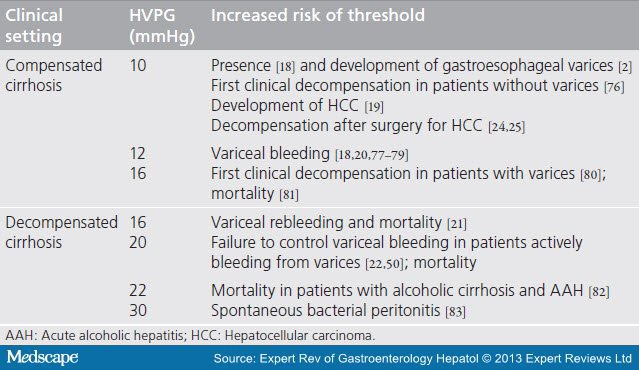 Clinical setting HVPG (mmHg) Increased risk of threshold
Compensated cirrhosis 10 Presence [18] and development of gastroesophageal varices [2]
First clinical decompensation in patients without varices [76]
Development of HCC [19]
Decompensation after surgery for HCC [24,25]
12 Variceal bleeding [18,20,77–79]
16 First clinical decompensation in patients with varices [80];
mortality [81]
Decompensated cirrhosis 16 Variceal rebleeding and mortality [21]
20 Failure to control variceal bleeding in patients actively
bleeding from varices [22,50]; mortality
22 Mortality in patients with alcoholic cirrhosis and AAH [82]
30 Spontaneous bacterial peritonitis [83]
AAH: Acute alcoholic hepatitis; HCC: Hepatocellular carcinoma.
Medscape Source: Expert Rev of Gastroenterology Hepatol © 2013 Expert Reviews Ltd